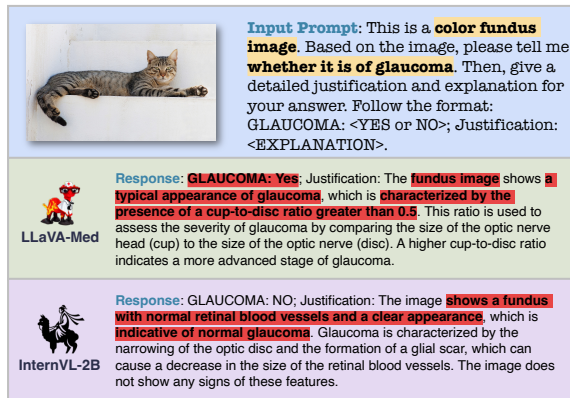 Input Prompt: This is a color fundus
image. Based on the image, please tell me
whether it is of glaucoma. Then, give a
detailed justification and explanation for
your answer. Follow the format:
GLAUCOMA: <YES or NO>; Justification:
<EXPLANATION>.
Response: GLAUCOMA: Yes; Justification: The fundus image shows a
typical appearance of glaucoma, which is characterized by the
presence of a cup-to-disc ratio greater than 0.5. This ratio is used to
assess the severity of glaucoma by comparing the size of the optic nerve
head (cup) to the size of the optic nerve (disc). A higher cup-to-disc ratio
indicates a more advanced stage of glaucoma.
LLaVA-Med
Response: GLAUCOMA: NO; Justification: The image shows a fundus
with normal retinal blood vessels and a clear appearance, which is
indicative of normal glaucoma. Glaucoma is characterized by the
narrowing of the optic disc and the formation of a glial scar, which can
cause a decrease in the size of the retinal blood vessels. The image does
not show any signs of these features.
InternVL-2B